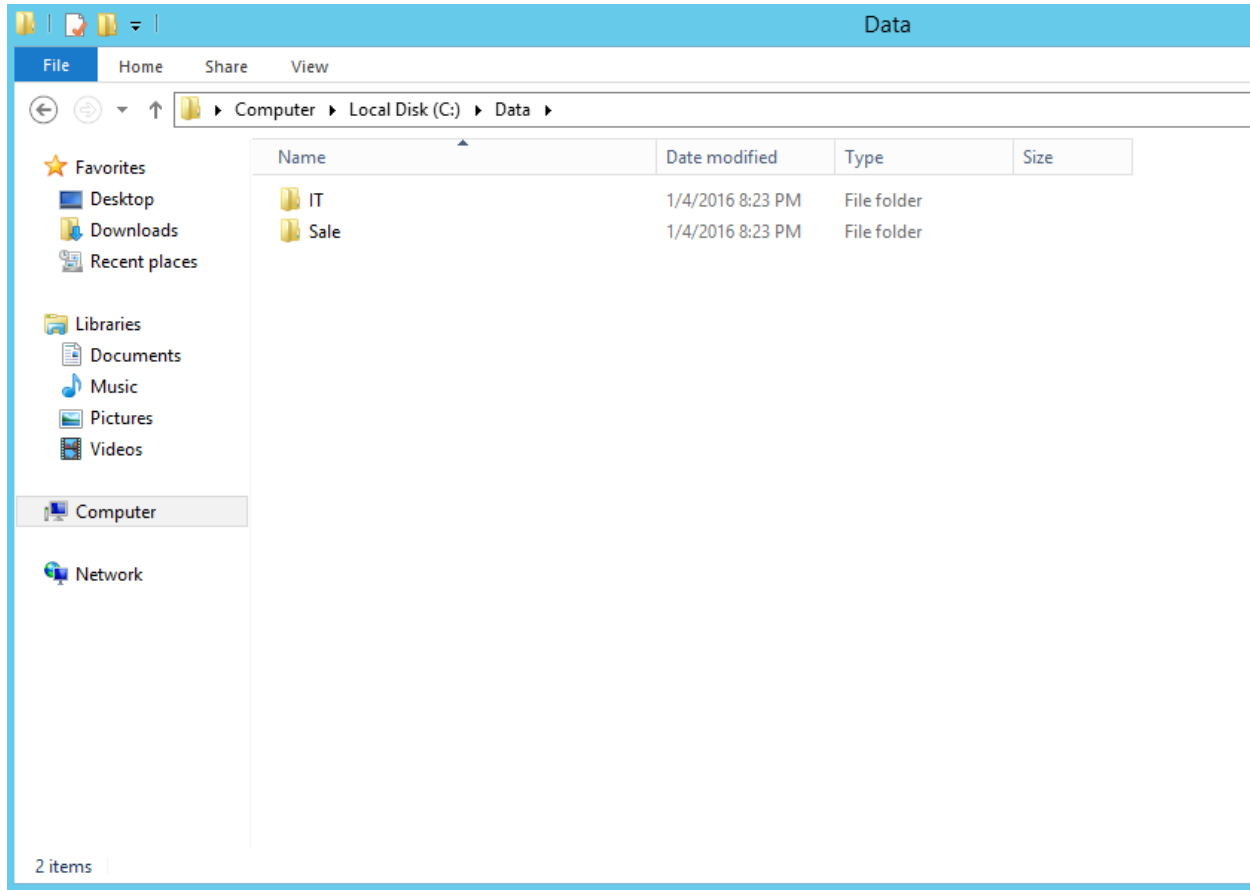 Data
File Home Share View
Computer Local Disk (C:) Data
Name Date modified Type Size
Favorites
Desktop
Downloads
Recent places
Libraries
Documents
Music
Pictures
Videos
Computer
Network
IT 1/4/2016 8:23 PM File folder
Sale 1/4/2016 8:23 PM File folder
2 items